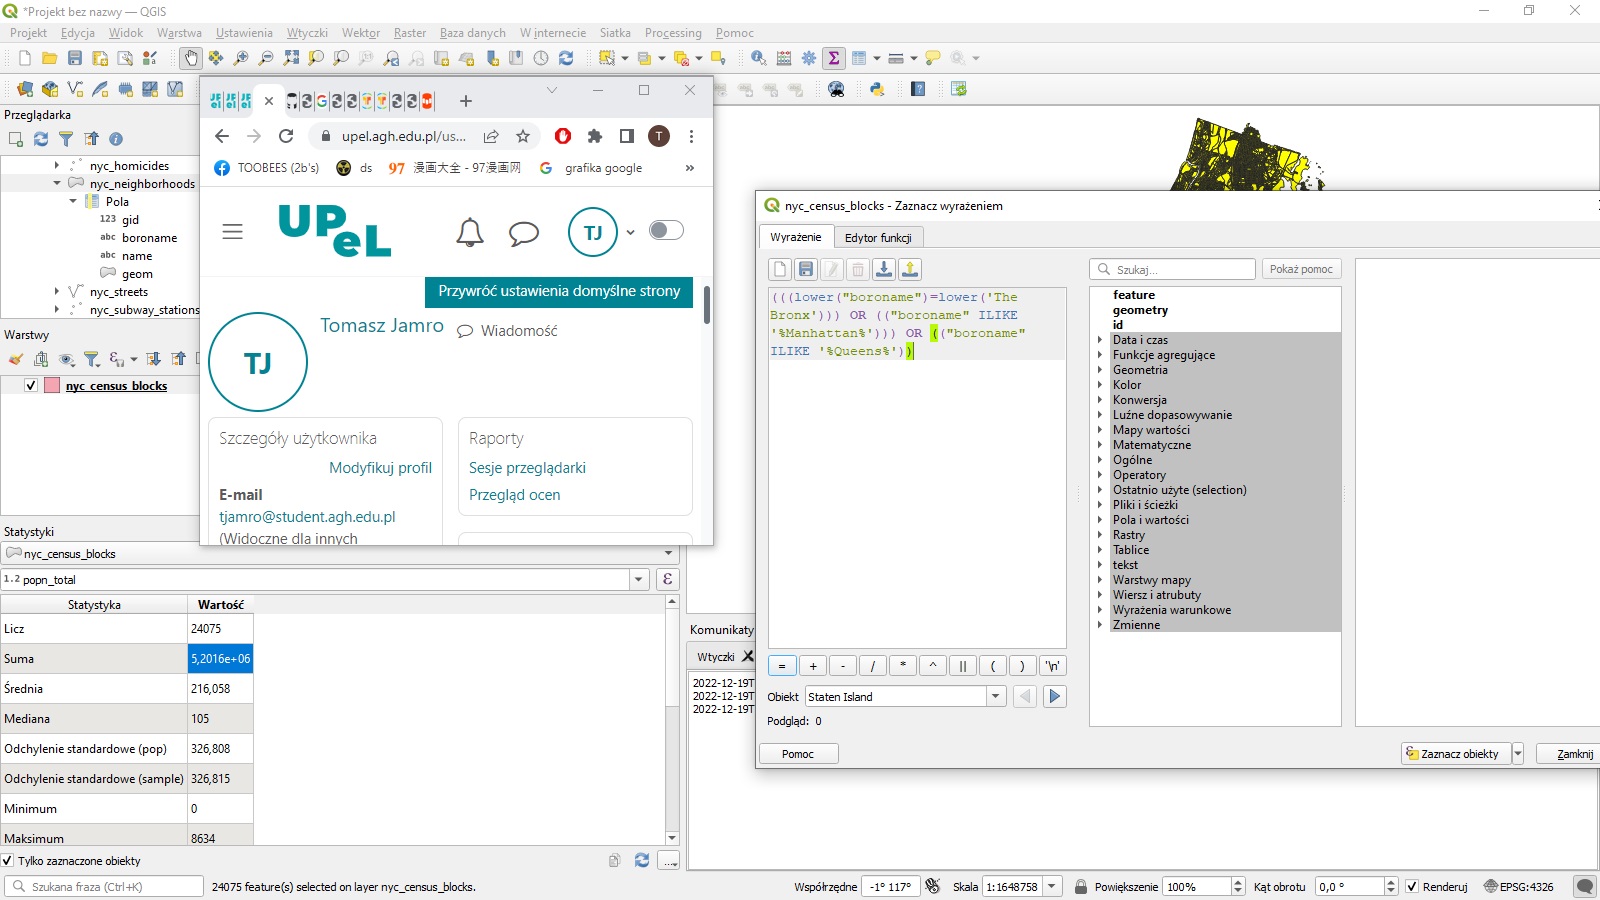 *Projekt bez nazwy — QGIS
Projekt Edycja Widok Warstwa Ustawienia Wtyczki Wektor Raster Baza danych W internecie Siatka Processing Pomoc
Przeglądarka
nyc_homicides
nyc_neighborhoods
Pola
123 gid
abc boroname
abc name
geom
nyc_streets
nyc_subway_stations
Warstwy
nyc_census_blocks
upel.agh.edu.pl/us...
T
TOOBEES (2b's) ds 97 漫画大全 - 97漫画网 G grafika google »
UPeL
TJ
Przywróć ustawienia domyślne strony
TJ
Tomasz Jamro
Wiadomość
Szczegóły użytkownika
Modyfikuj profil
E-mail
tjamro@student.agh.edu.pl
(Widoczne dla innych
Raporty
Sesje przeglądarki
Przegląd ocen
nyc_census_blocks - Zaznacz wyrażeniem
Wyrażenie Edytor funkcji
(((lower("boroname")=lower('The
Bronx'))) OR (("boroname" ILIKE
'%Manhattan%'))) OR (("boroname"
ILIKE '%Queens%'))
= + - / * ^ || ( ) '\n'
Obiekt Staten Island
Podgląd: 0
Pomoc
Szukaj...
Pokaż pomoc
feature
geometry
id
Data i czas
Funkcje agregujące
Geometria
Kolor
Konwersja
Luźne dopasowywanie
Mapy wartości
Matematyczne
Ogólne
Operatory
Ostatnio użyte (selection)
Pliki i ścieżki
Pola i wartości
Rastry
Tablice
tekst
Warstwy mapy
Wiersz i atrubuty
Wyrażenia warunkowe
Zmienne
Zaznacz obiekty
Zamknij
Statystyki
nyc_census_blocks
1.2 popn_total
ε
Statystyka Wartość
Licz 24075
Suma 5,2016e+06
Średnia 216,058
Mediana 105
Odchylenie standardowe (pop) 326,808
Odchylenie standardowe (sample) 326,815
Minimum 0
Maksimum 8634
Tylko zaznaczone obiekty
...
Komunikaty
Wtyczki
2022-12-19T
2022-12-19T
2022-12-19T
Szukana fraza (Ctrl+K)
24075 feature(s) selected on layer nyc_census_blocks.
Współrzędne -1° 117° Skala 1:1648758 Powiększenie 100% Kąt obrotu 0,0 ° Renderuj EPSG:4326